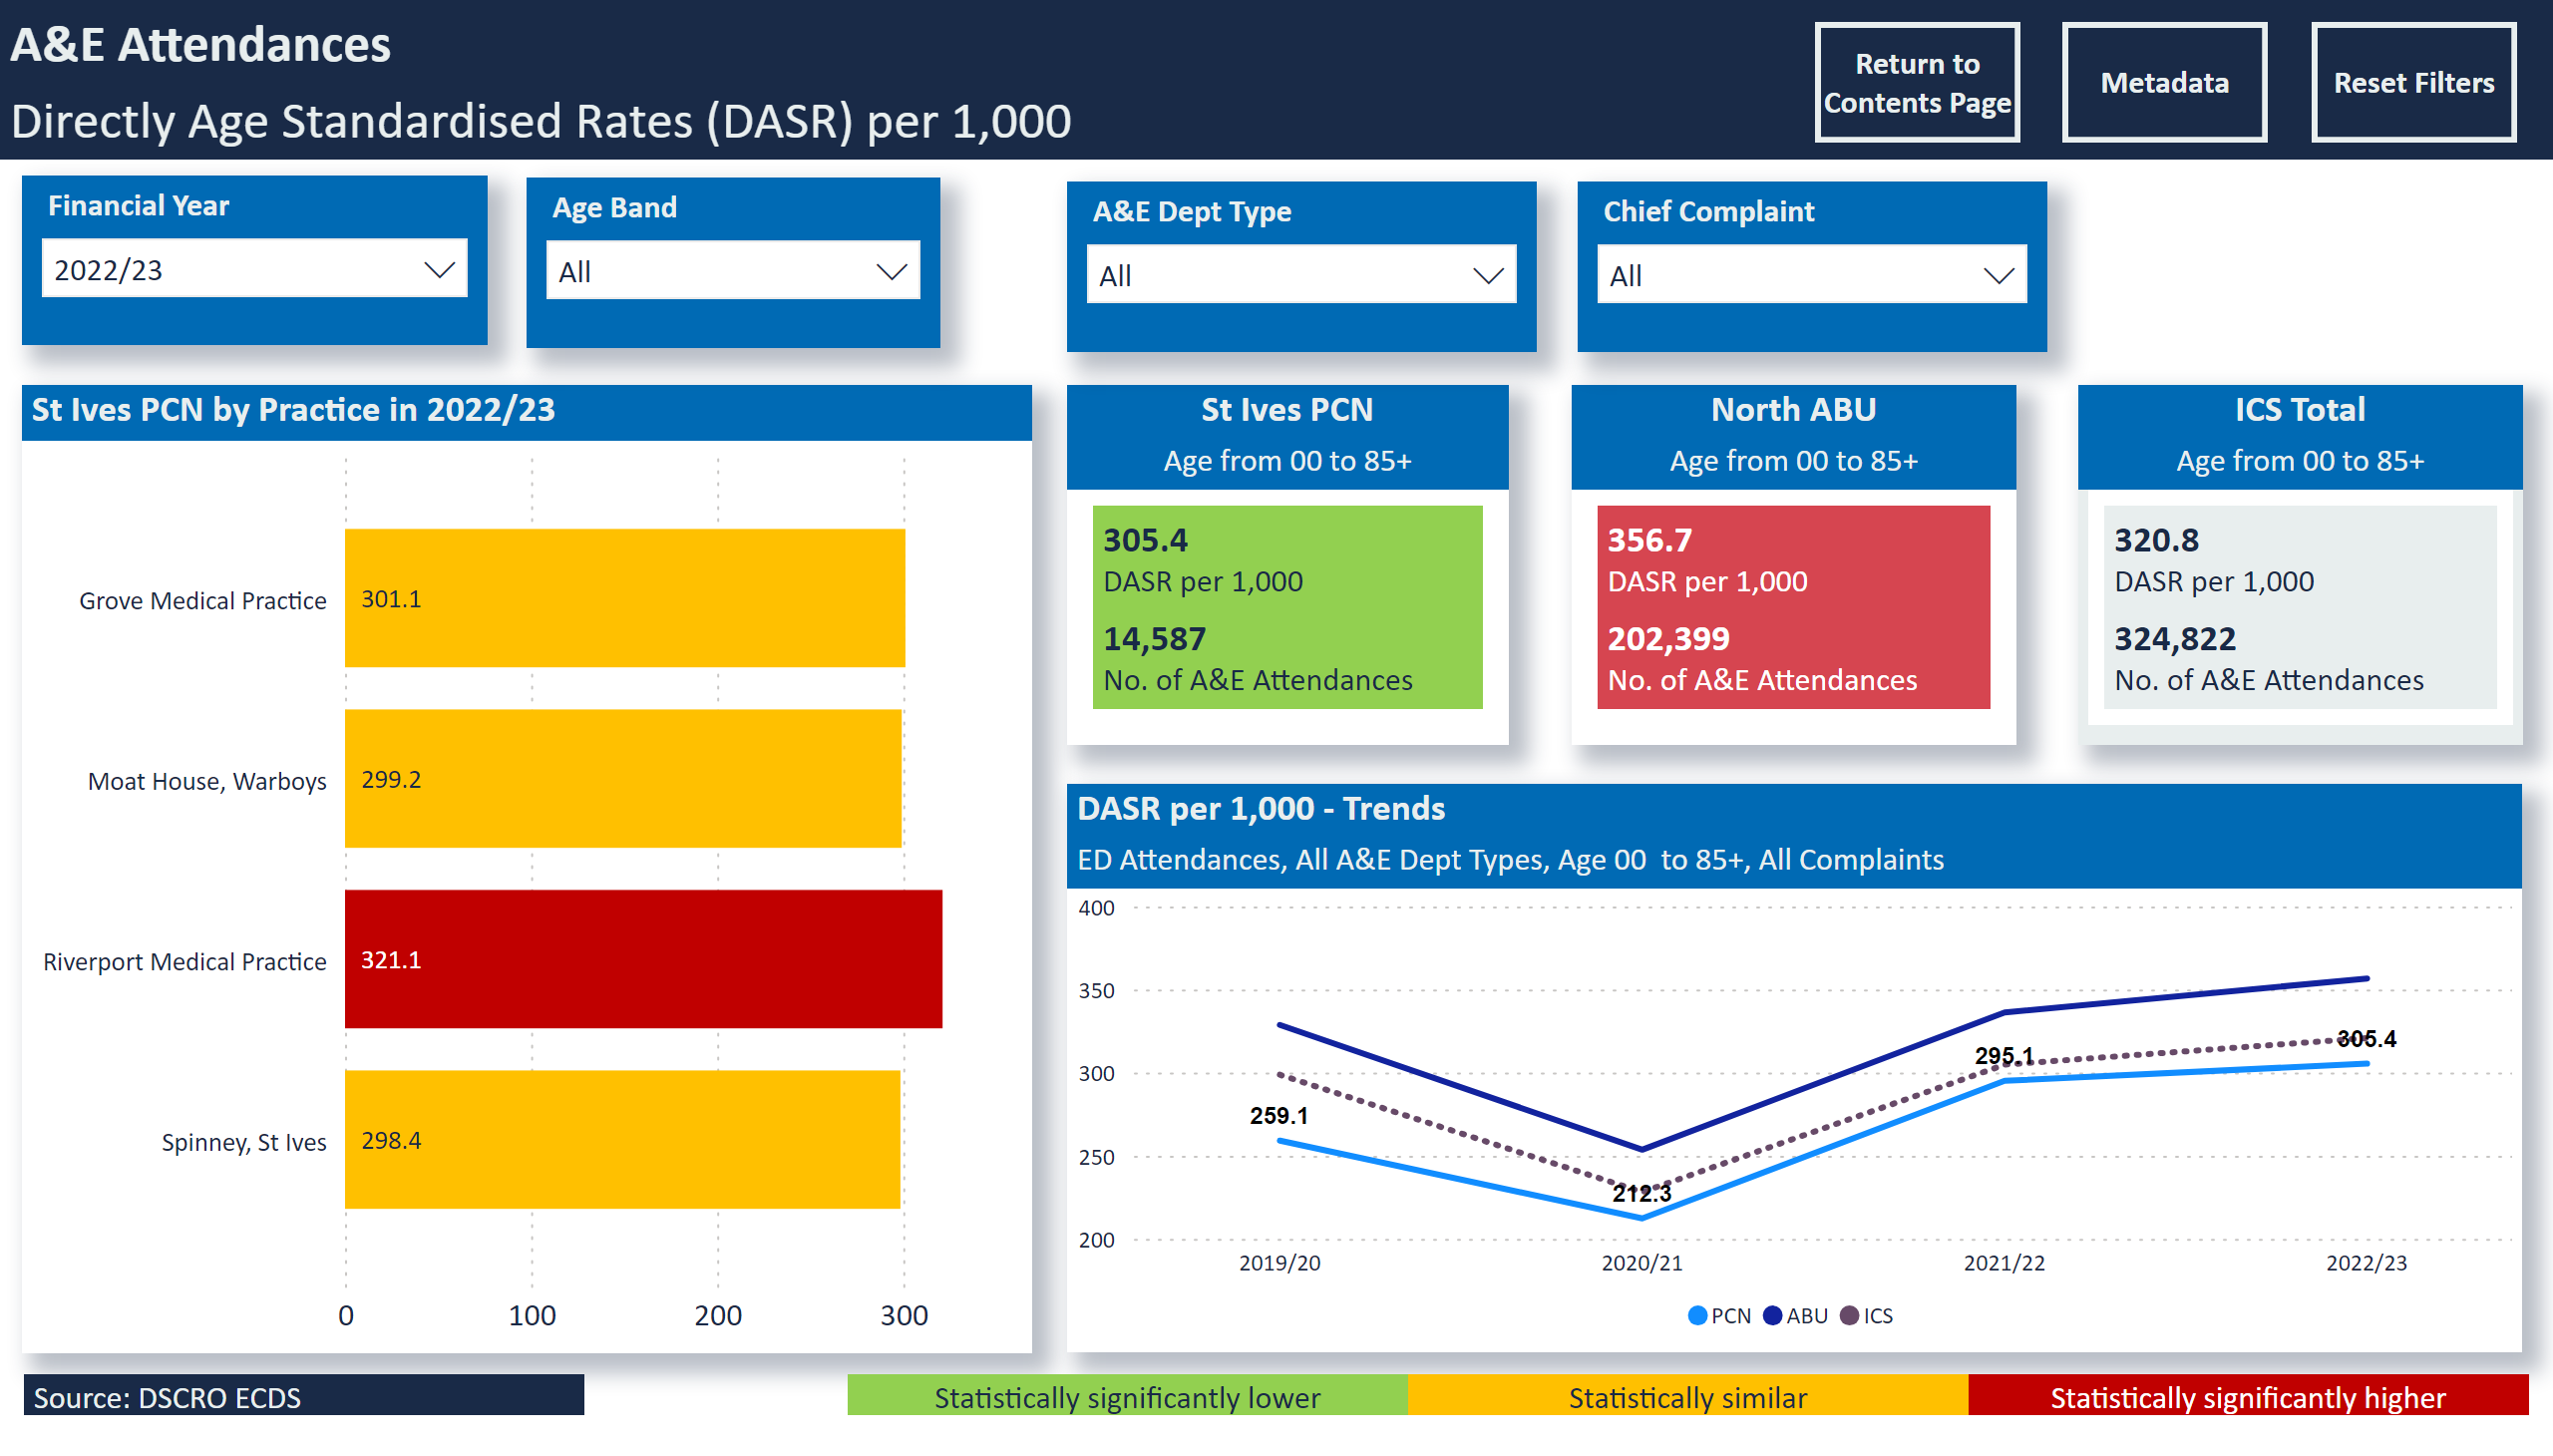 A&E Attendances
Directly Age Standardised Rates (DASR) per 1,000
Return to
Contents Page
Metadata
Reset Filters
Financial Year
2022/23
Age Band
All
A&E Dept Type
All
Chief Complaint
All
St Ives PCN by Practice in 2022/23
Grove Medical Practice
301.1
Moat House, Warboys
299.2
Riverport Medical Practice
321.1
Spinney, St Ives
298.4
0 100 200 300
St Ives PCN
Age from 00 to 85+
305.4
DASR per 1,000
14,587
No. of A&E Attendances
North ABU
Age from 00 to 85+
356.7
DASR per 1,000
202,399
No. of A&E Attendances
ICS Total
Age from 00 to 85+
320.8
DASR per 1,000
324,822
No. of A&E Attendances
DASR per 1,000 - Trends
ED Attendances, All A&E Dept Types, Age 00  to 85+, All Complaints
400
350
300
250
200
259.1
212.3
295.1
305.4
2019/20 2020/21 2021/22 2022/23
PCN ABU ICS
Source: DSCRO ECDS
Statistically significantly lower
Statistically similar
Statistically significantly higher